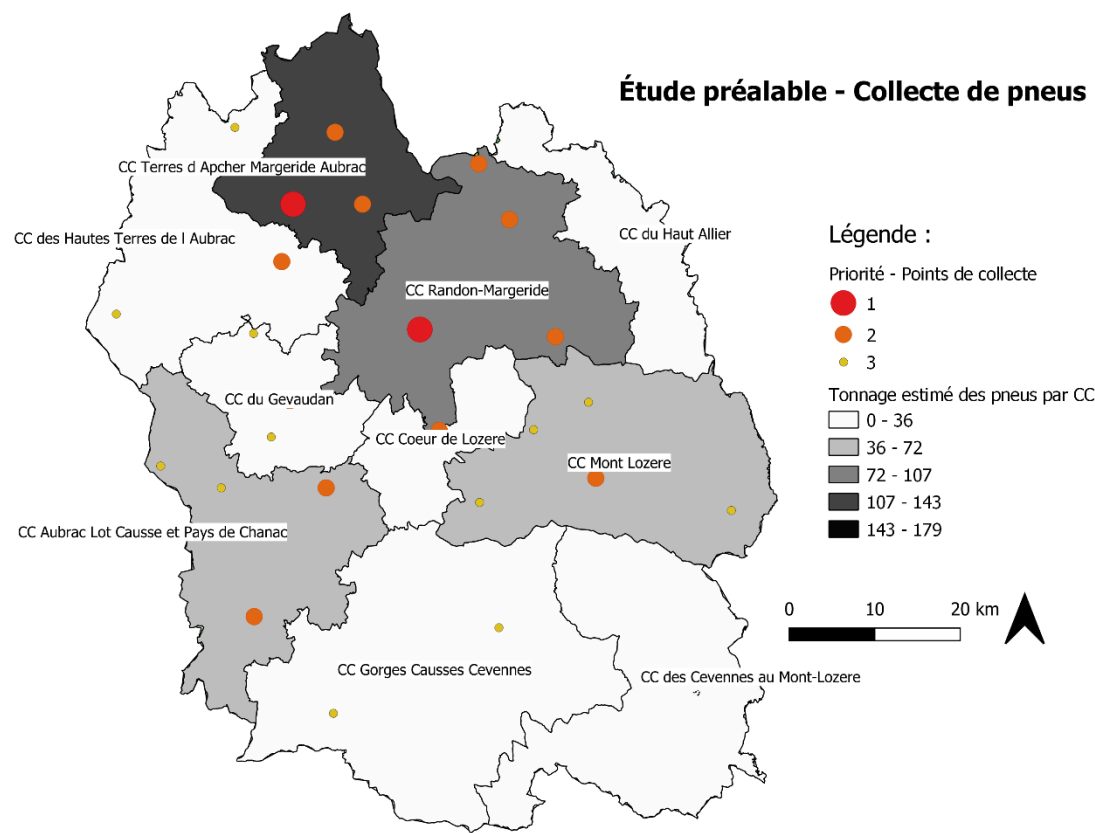 Étude préalable - Collecte de pneus
CC Terres d Apcher Margeride Aubrac
CC des Hautes Terres de l Aubrac
CC du Haut Allier
CC Randon-Margeride
CC du Gevaudan
CC Coeur de Lozere
CC Mont Lozere
CC Aubrac Lot Causse et Pays de Chanac
CC Gorges Causses Cevennes
CC des Cevennes au Mont-Lozere
Légende :
Priorité - Points de collecte
1
2
3
Tonnage estimé des pneus par CC
0 - 36
36 - 72
72 - 107
107 - 143
143 - 179
0 10 20 km